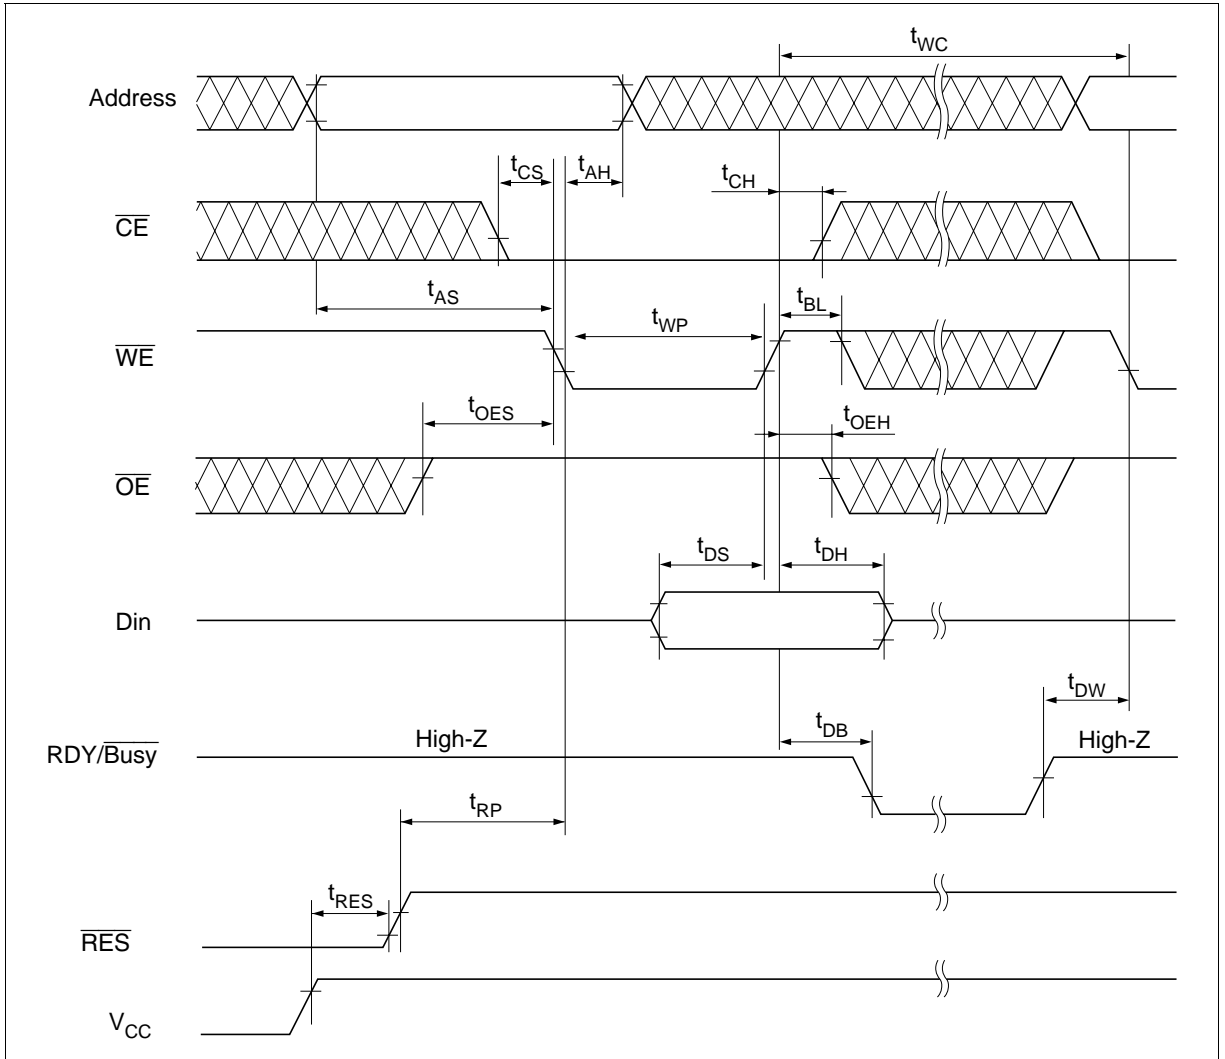 tWC
Address
tCS
tAH
tCH
CE
tAS
tWP
tBL
WE
tOES
tOEH
OE
tDS
tDH
Din
tDW
tDB
RDY/Busy
High-Z
High-Z
tRP
tRES
RES
VCC